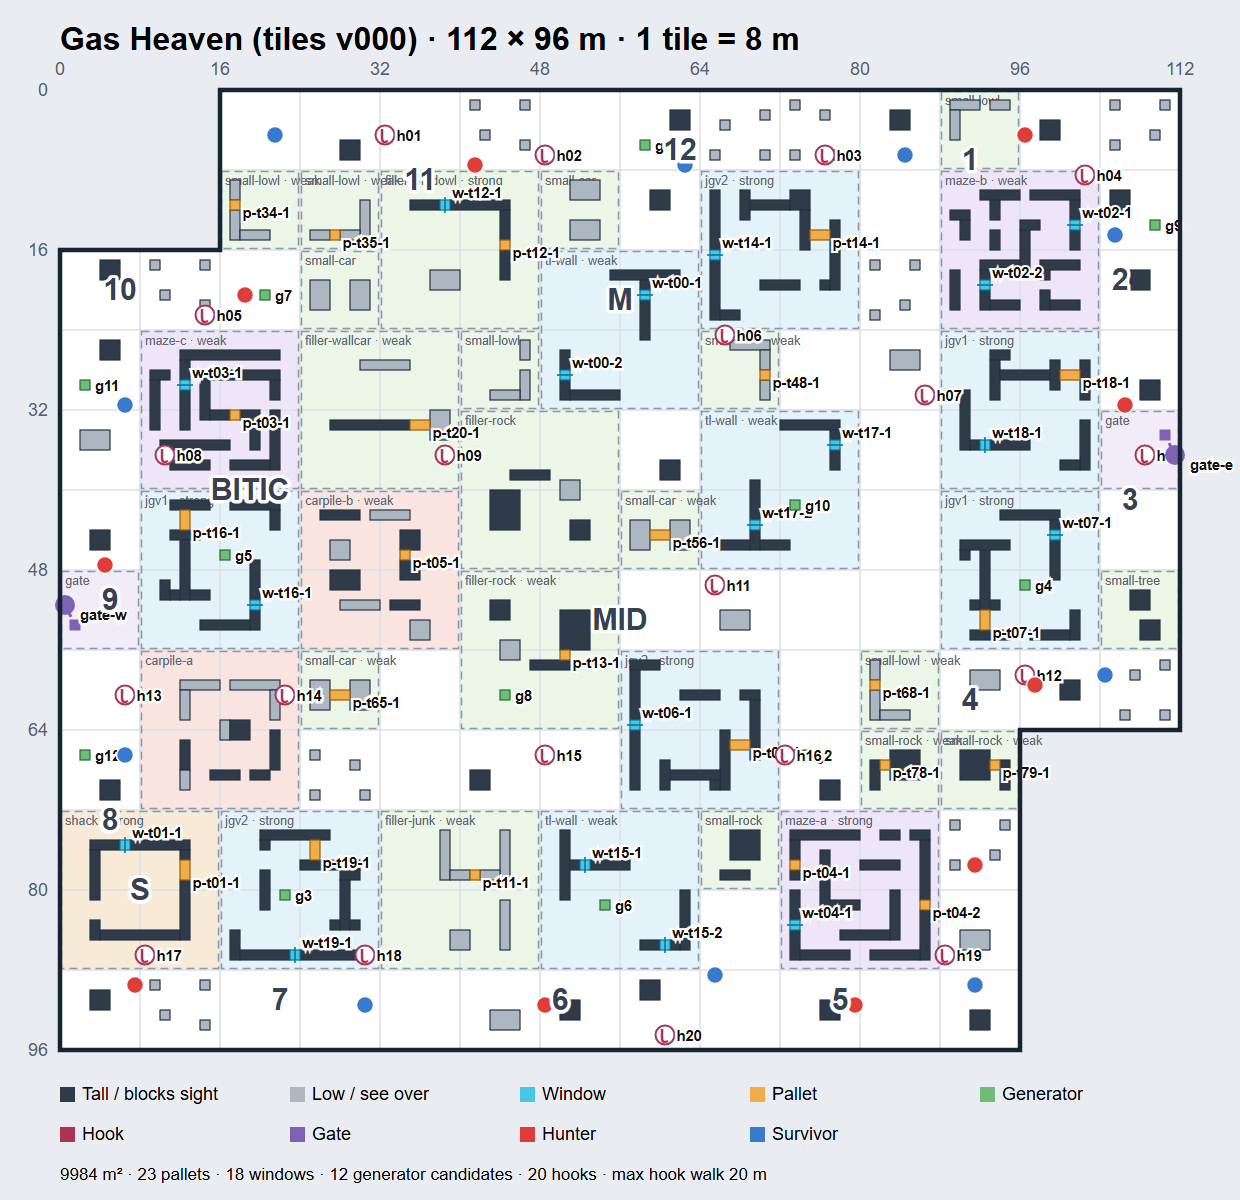 Gas Heaven (tiles v000) · 112 × 96 m · 1 tile = 8 m
0 16 32 48 64 80 96 112
0
small-lowl
h01
12
h02
h03
1
h04
11
small-lowl · weak
small-car
jgv2 · strong
maze-b · weak
w-t12-1
w-t02-1
p-t34-1
p-t35-1
p-t12-1
w-t14-1
p-t14-1
16
small-car
tl-wall · weak
10
g7
M
w-t00-1
w-t02-2
2
h05
h06
maze-c · weak
filler-wallcar · weak
small-lowl
weak
jgv1 · strong
w-t03-1
w-t00-2
g11
p-t48-1
p-t18-1
h07
32
p-t03-1
p-t20-1
filler-rock
tl-wall · weak
w-t17-1
gate
w-t18-1
h08
h09
gate-e
BITIC
carpile-b · weak
small-car · weak
jgv1 · strong
3
p-t16-1
g10
w-t07-1
g5
p-t05-1
p-t56-1
48
gate
filler-rock · weak
h11
g4
small-tree
9
gate-w
w-t16-1
MID
p-t07-1
carpile-a
small-car · weak
p-t13-1
small-lowl · weak
h13
h14
p-t65-1
g8
w-t06-1
p-t68-1
4
h12
64
small-rock · weak
h15
p-t78-1
p-t79-1
8
jgv2 · strong
filler-junk · weak
tl-wall · weak
small-rock
maze-a · strong
w-t01-1
p-t01-1
p-t19-1
p-t11-1
w-t15-1
p-t04-1
80
S
g3
g6
w-t04-1
p-t04-2
w-t19-1
w-t15-2
h17
h18
h19
7
6
5
h20
96
Tall / blocks sight
Low / see over
Window
Pallet
Generator
Hook
Gate
Hunter
Survivor
9984 m² · 23 pallets · 18 windows · 12 generator candidates · 20 hooks · max hook walk 20 m